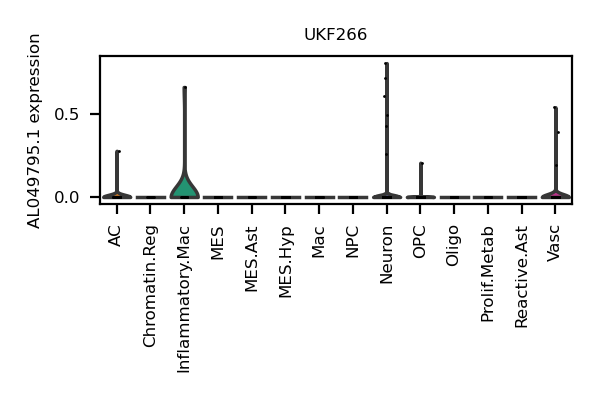 UKF266
AL049795.1 expression
0.5
0.0
AC
Chromatin.Reg
Inflammatory.Mac
MES
MES.Ast
MES.Hyp
Mac
NPC
Neuron
OPC
Oligo
Prolif.Metab
Reactive.Ast
Vasc